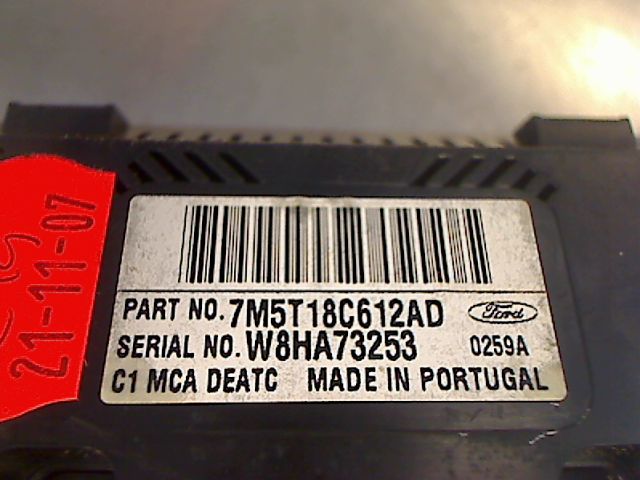 21-11-07
PART NO. 7M5T18C612AD Ford
SERIAL NO. W8HA73253 0259A
C1 MCA DEATC MADE IN PORTUGAL